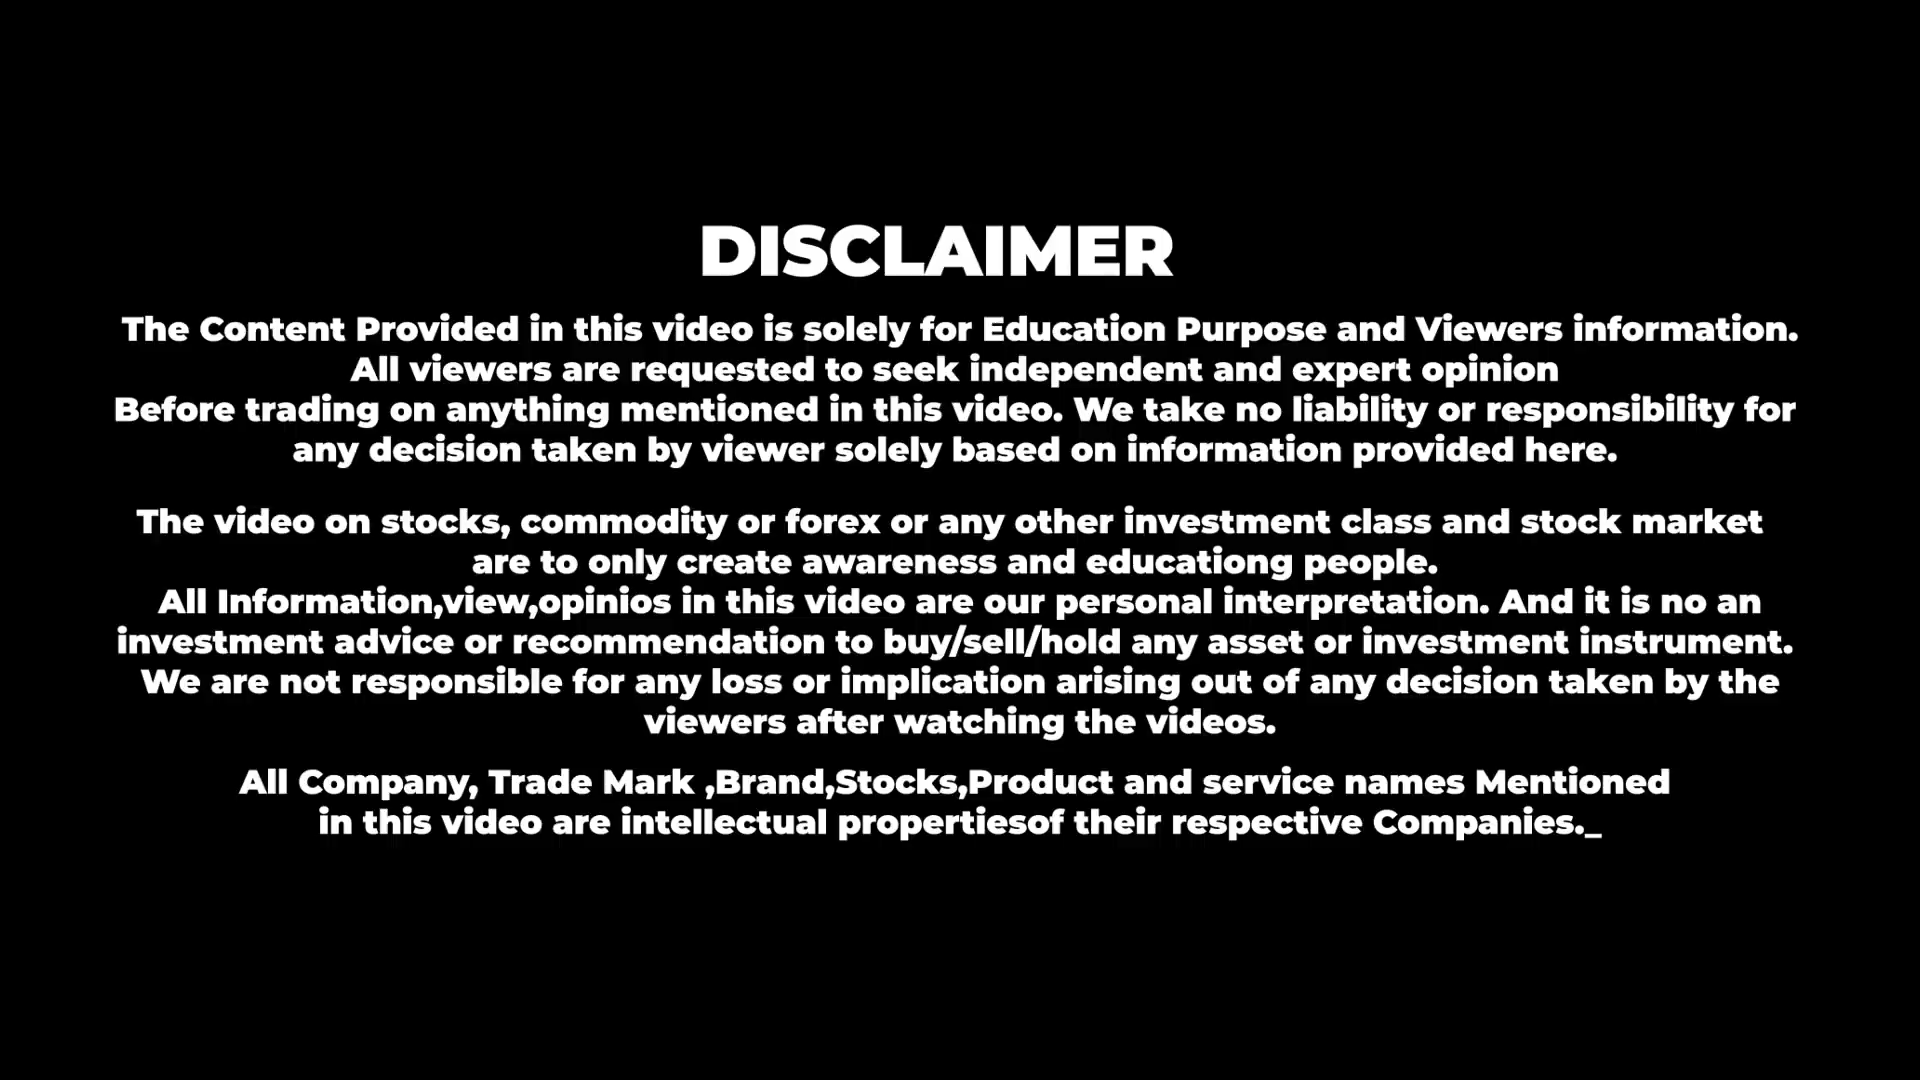 DISCLAIMER
The Content Provided in this video is solely for Education Purpose and Viewers information.
All viewers are requested to seek independent and expert opinion
Before trading on anything mentioned in this video. We take no liability or responsibility for
any decision taken by viewer solely based on information provided here.
The video on stocks, commodity or forex or any other investment class and stock market
are to only create awareness and educationg people.
All Information,view,opinios in this video are our personal interpretation. And it is no an
investment advice or recommendation to buy/sell/hold any asset or investment instrument.
We are not responsible for any loss or implication arising out of any decision taken by the
viewers after watching the videos.
All Company, Trade Mark ,Brand,Stocks,Product and service names Mentioned
in this video are intellectual propertiesof their respective Companies._